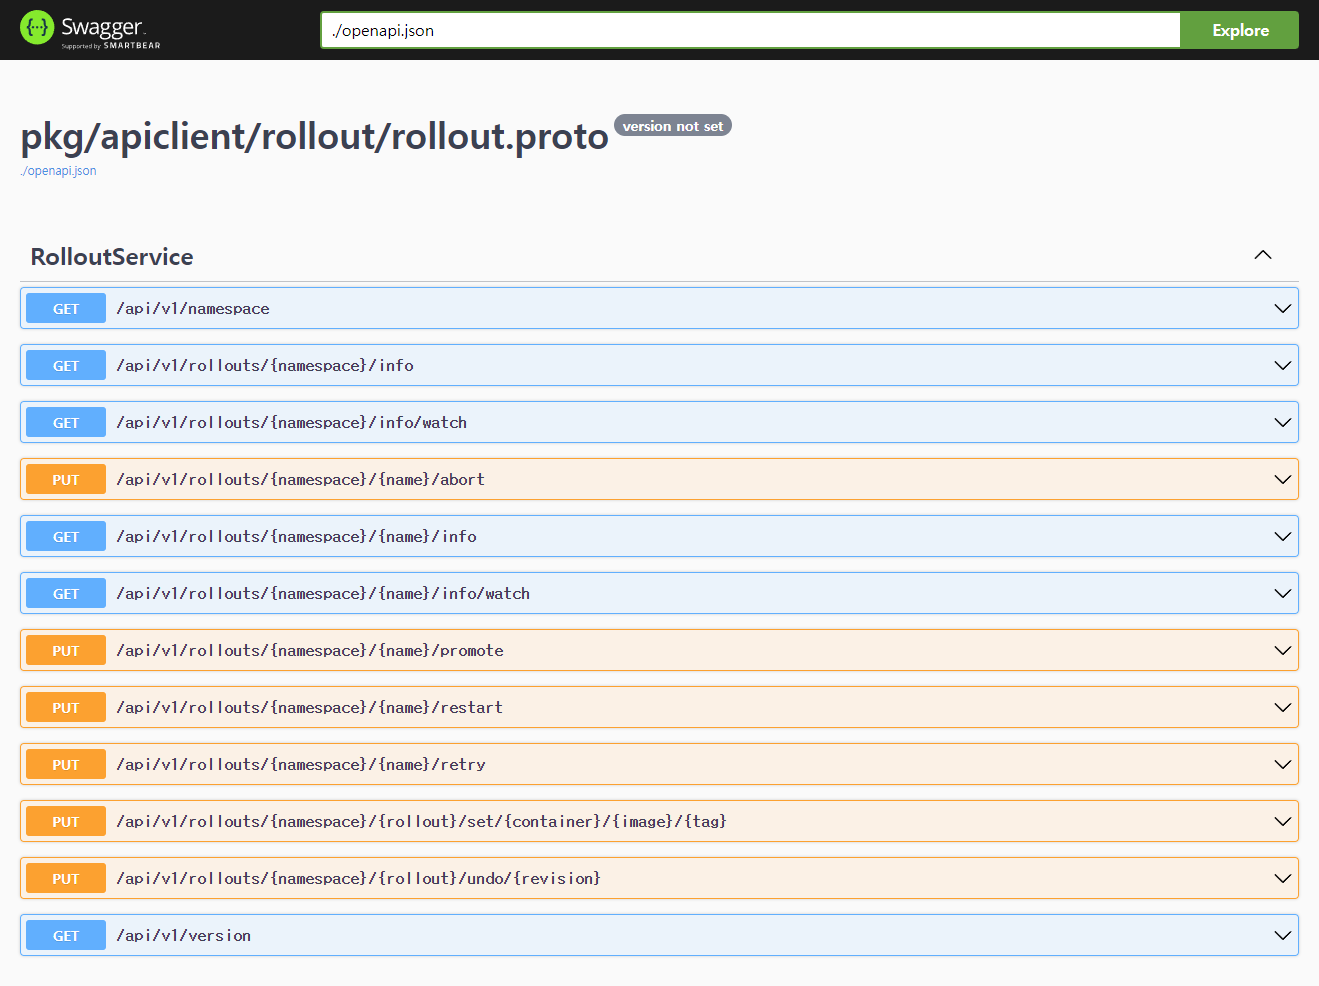 Swagger
Supported by SMARTBEAR
./openapi.json
Explore
pkg/apiclient/rollout/rollout.proto
version not set
./openapi.json
RolloutService
GET /api/v1/namespace
GET /api/v1/rollouts/{namespace}/info
GET /api/v1/rollouts/{namespace}/info/watch
PUT /api/v1/rollouts/{namespace}/{name}/abort
GET /api/v1/rollouts/{namespace}/{name}/info
GET /api/v1/rollouts/{namespace}/{name}/info/watch
PUT /api/v1/rollouts/{namespace}/{name}/promote
PUT /api/v1/rollouts/{namespace}/{name}/restart
PUT /api/v1/rollouts/{namespace}/{name}/retry
PUT /api/v1/rollouts/{namespace}/{rollout}/set/{container}/{image}/{tag}
PUT /api/v1/rollouts/{namespace}/{rollout}/undo/{revision}
GET /api/v1/version